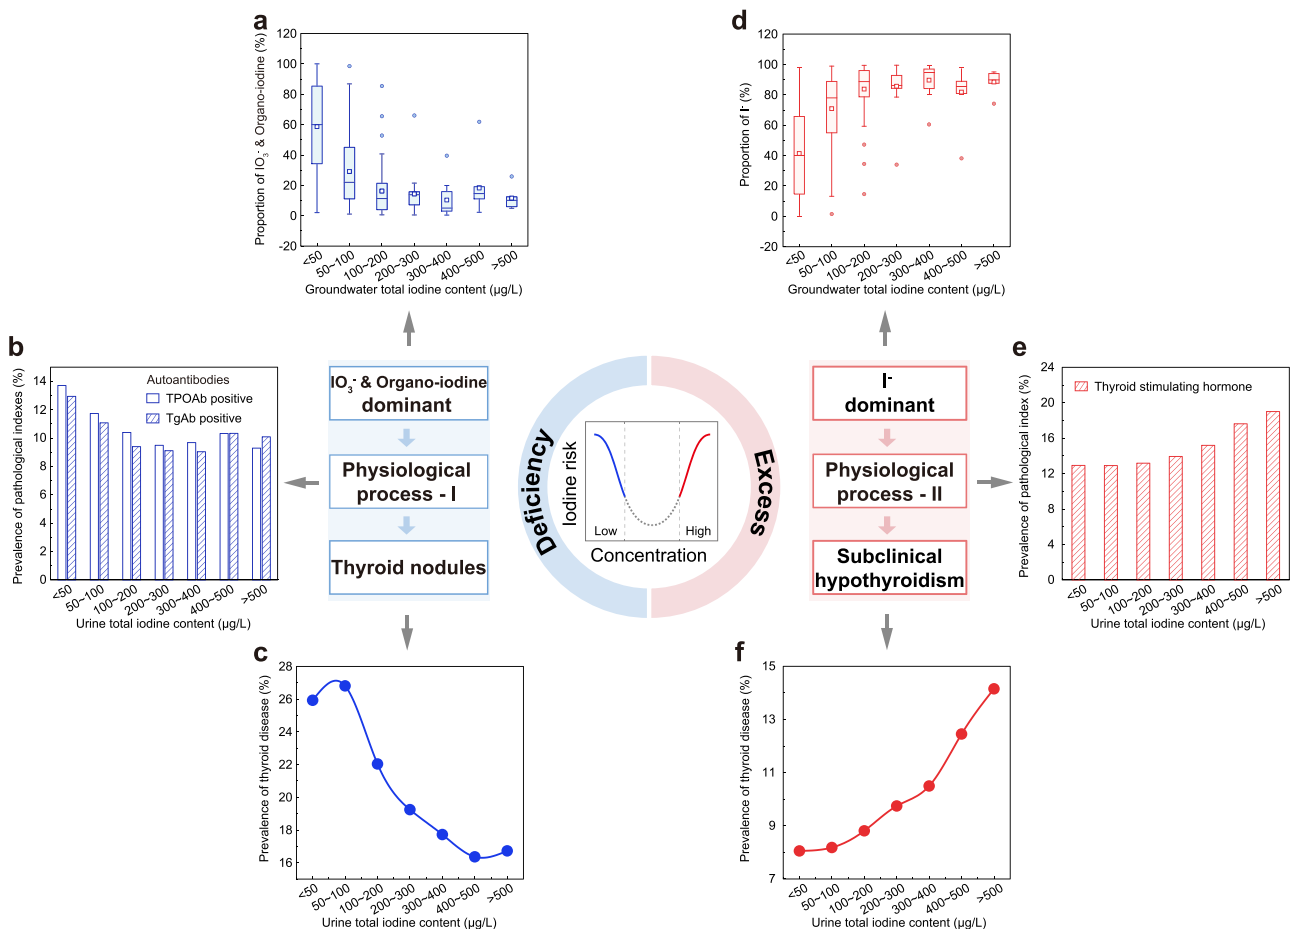 a
Proportion of IO₃⁻ & Organo-iodine (%)
120
100
80
60
40
20
0
-20
<50
50~100
100~200
200~300
300~400
400~500
>500
Groundwater total iodine content (µg/L)
d
Proportion of I⁻ (%)
120
100
80
60
40
20
0
-20
<50
50~100
100~200
200~300
300~400
400~500
>500
Groundwater total iodine content (µg/L)
b
Prevalence of pathological indexes (%)
14
12
10
8
6
4
2
0
Autoantibodies
TPOAb positive
TgAb positive
<50
50~100
100~200
200~300
300~400
400~500
>500
Urine total iodine content (µg/L)
IO₃⁻ & Organo-iodine
dominant
Physiological
process - I
Thyroid nodules
Deficiency
Excess
Iodine risk
Low
High
Concentration
I⁻
dominant
Physiological
process - II
Subclinical
hypothyroidism
e
Prevalence of pathological index (%)
24
20
16
12
8
4
0
Thyroid stimulating hormone
<50
50~100
100~200
200~300
300~400
400~500
>500
Urine total iodine content (µg/L)
c
Prevalence of thyroid disease (%)
28
26
24
22
20
18
16
<50
50~100
100~200
200~300
300~400
400~500
>500
Urine total iodine content (µg/L)
f
Prevalence of thyroid disease (%)
15
13
11
9
7
<50
50~100
100~200
200~300
300~400
400~500
>500
Urine total iodine content (µg/L)